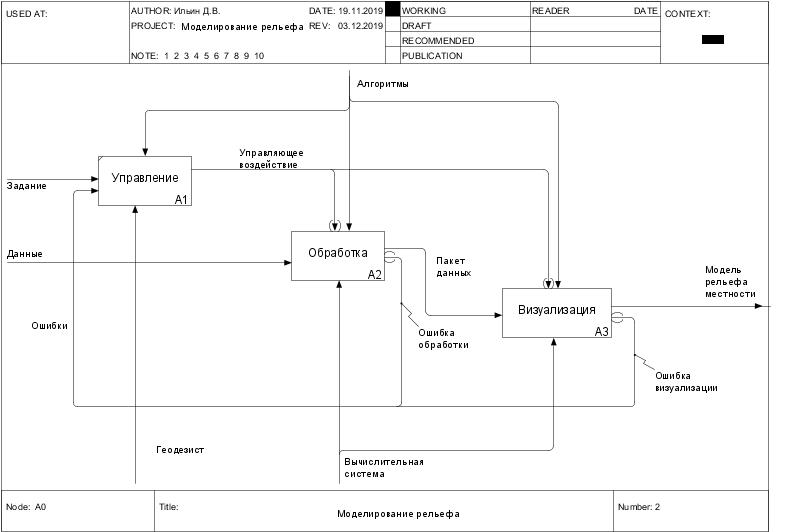 USED AT:
AUTHOR: Ильин Д.В.
DATE: 19.11.2019
WORKING
READER
DATE
CONTEXT:
PROJECT: Моделирование рельефа
REV: 03.12.2019
DRAFT
RECOMMENDED
NOTE: 1 2 3 4 5 6 7 8 9 10
PUBLICATION
Алгоритмы
Управляющее
воздействие
Управление
A1
Задание
Данные
Обработка
A2
Пакет
данных
Модель
рельефа
местности
Визуализация
A3
Ошибки
Ошибка
обработки
Ошибка
визуализации
Геодезист
Вычислительная
система
Node: A0
Title:
Моделирование рельефа
Number: 2